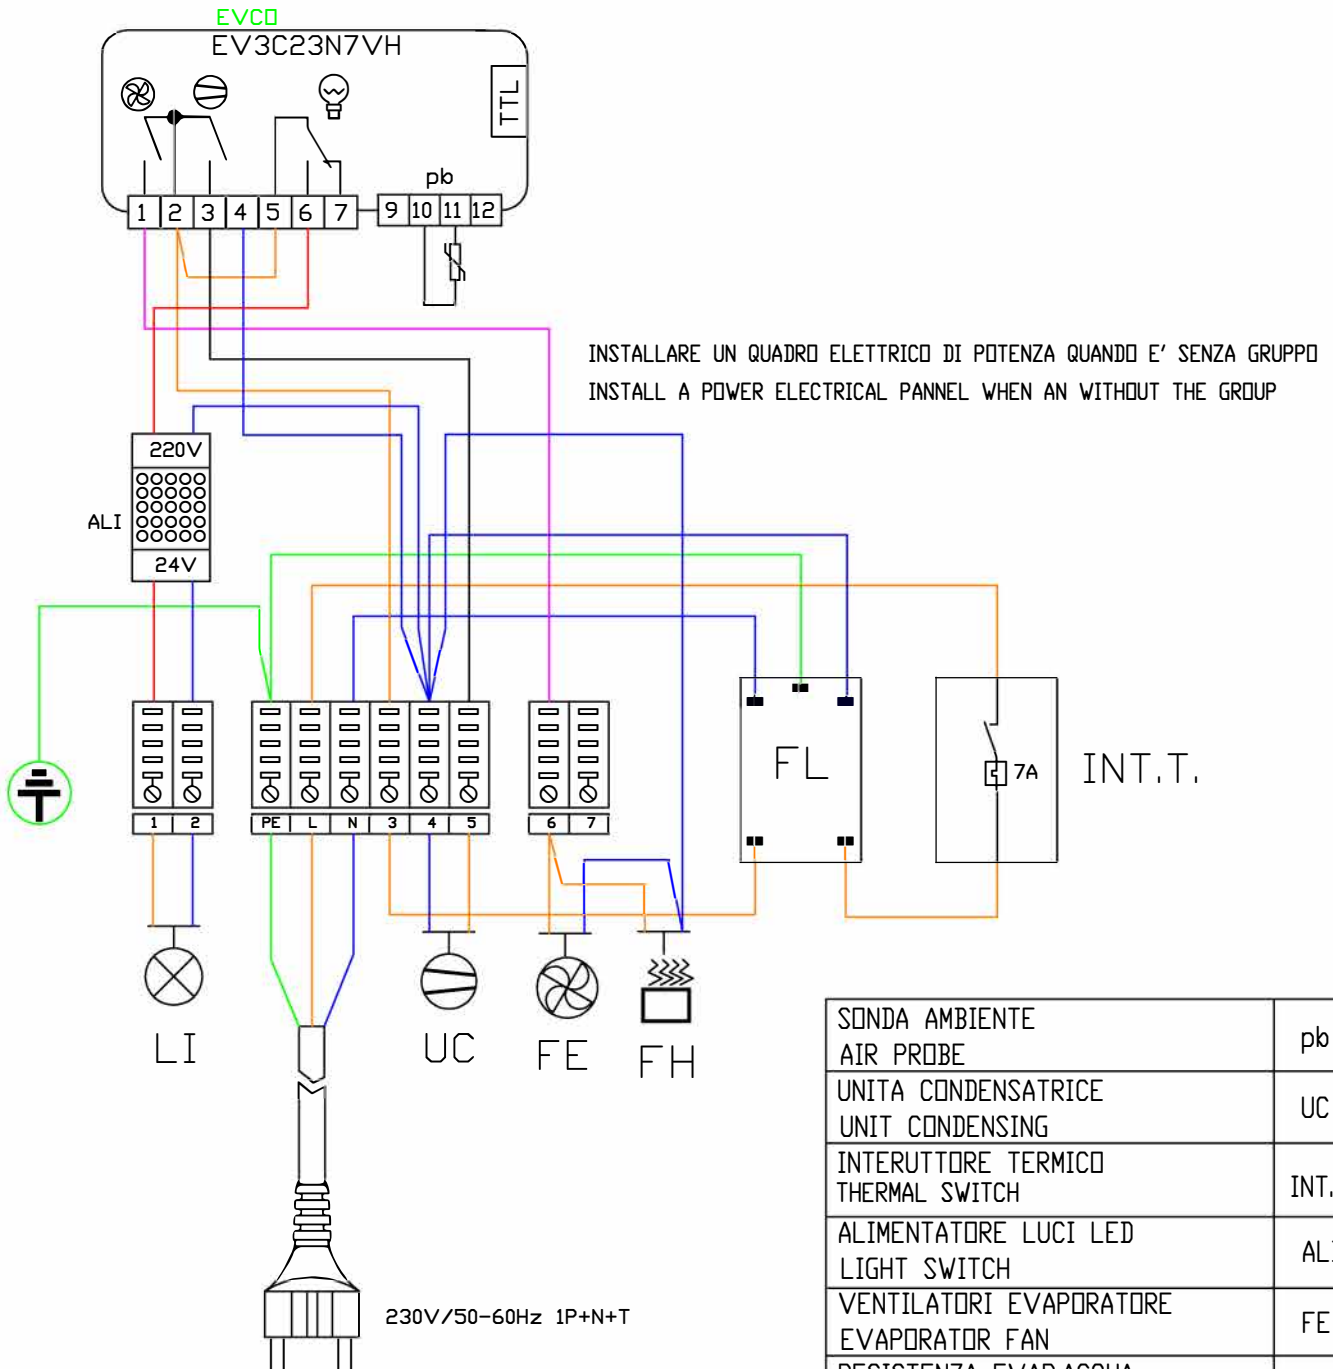 EVCO
EV3C23N7VH
TTL
pb
1 2 3 4 5 6 7 9 10 11 12
INSTALLARE UN QUADRO ELETTRICO DI POTENZA QUANDO E' SENZA GRUPPO
INSTALL A POWER ELECTRICAL PANNEL WHEN AN WITHOUT THE GROUP
220V
ALI
24V
FL
7A
INT.T.
1 2 PE L N 3 4 5 6 7
LI
UC
FE
FH
230V/50-60Hz 1P+N+T
SONDA AMBIENTE
AIR PROBE
pb
UNITA CONDENSATRICE
UNIT CONDENSING
UC
INTERUTTORE TERMICO
THERMAL SWITCH
INT.
ALIMENTATORE LUCI LED
LIGHT SWITCH
ALI
VENTILATORI EVAPORATORE
EVAPORATOR FAN
FE